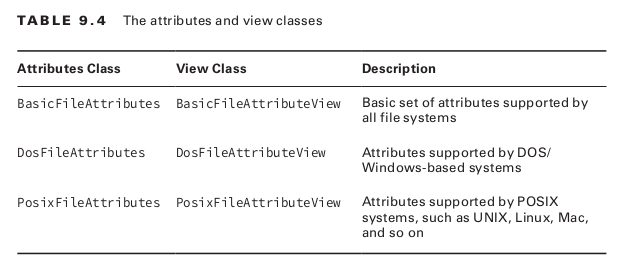 TABLE 9.4 The attributes and view classes
Attributes Class View Class Description
BasicFileAttributes BasicFileAttributeView Basic set of attributes supported by
all file systems
DosFileAttributes DosFileAttributeView Attributes supported by DOS/
Windows-based systems
PosixFileAttributes PosixFileAttributeView Attributes supported by POSIX
systems, such as UNIX, Linux, Mac,
and so on